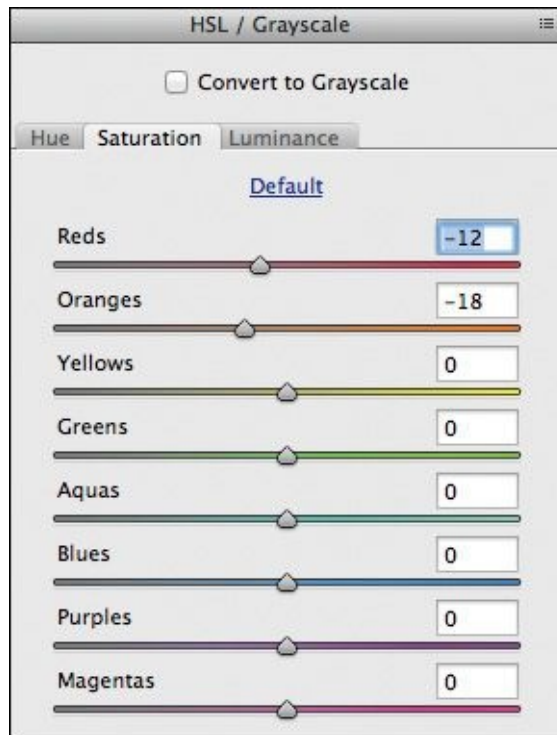 HSL / Grayscale
Convert to Grayscale
Hue Saturation Luminance
Default
Reds -12
Oranges -18
Yellows 0
Greens 0
Aquas 0
Blues 0
Purples 0
Magentas 0